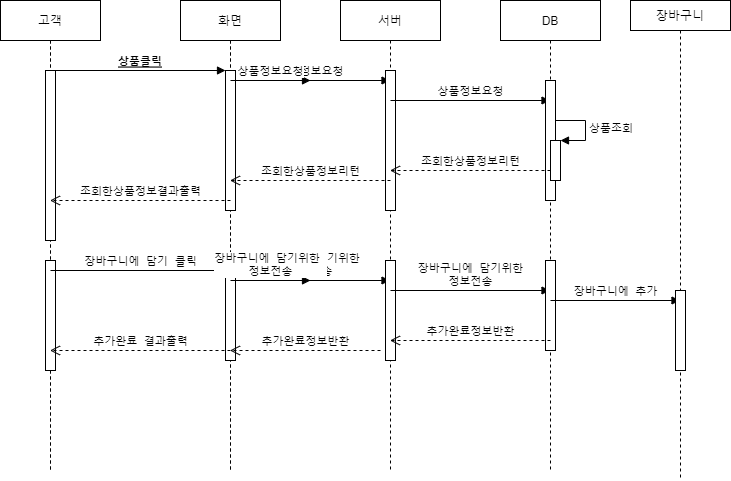 고객
화면
서버
DB
장바구니
상품클릭
상품정보요청
보요청
상품정보요청
상품조회
조회한상품정보리턴
조회한상품정보리턴
조회한상품정보결과출력
장바구니에 담기 클릭
장바구니에 담기위한
정보전송
기위한
장바구니에 담기위한
정보전송
장바구니에 추가
추가완료정보반환
추가완료정보반환
추가완료 결과출력